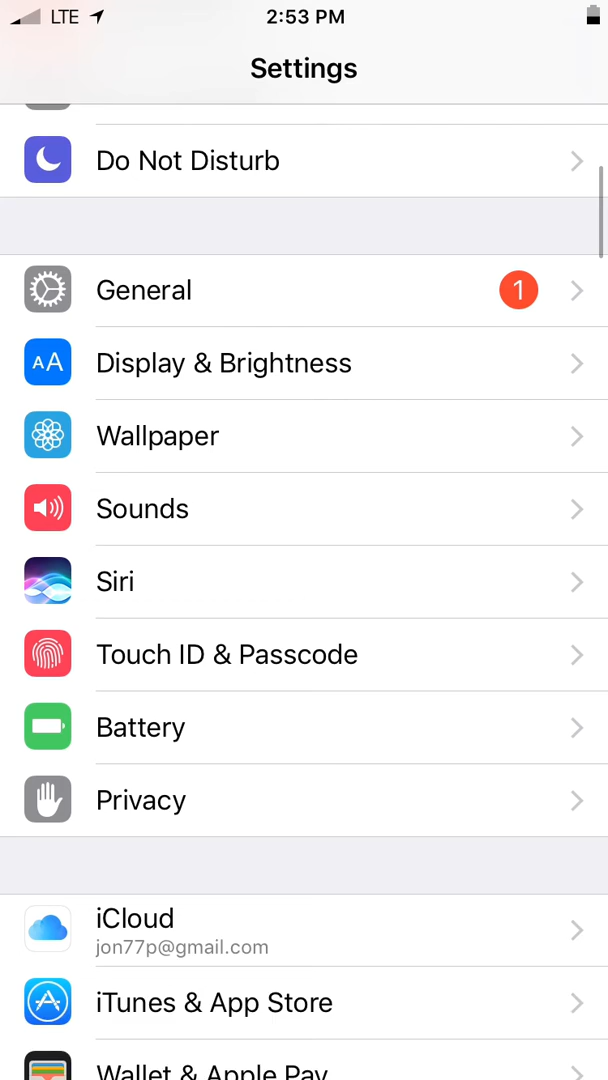 LTE 2:53 PM
Settings
Do Not Disturb
General 1
AA Display & Brightness
Wallpaper
Sounds
Siri
Touch ID & Passcode
Battery
Privacy
iCloud
jon77p@gmail.com
iTunes & App Store
Wallet & Apple Pay